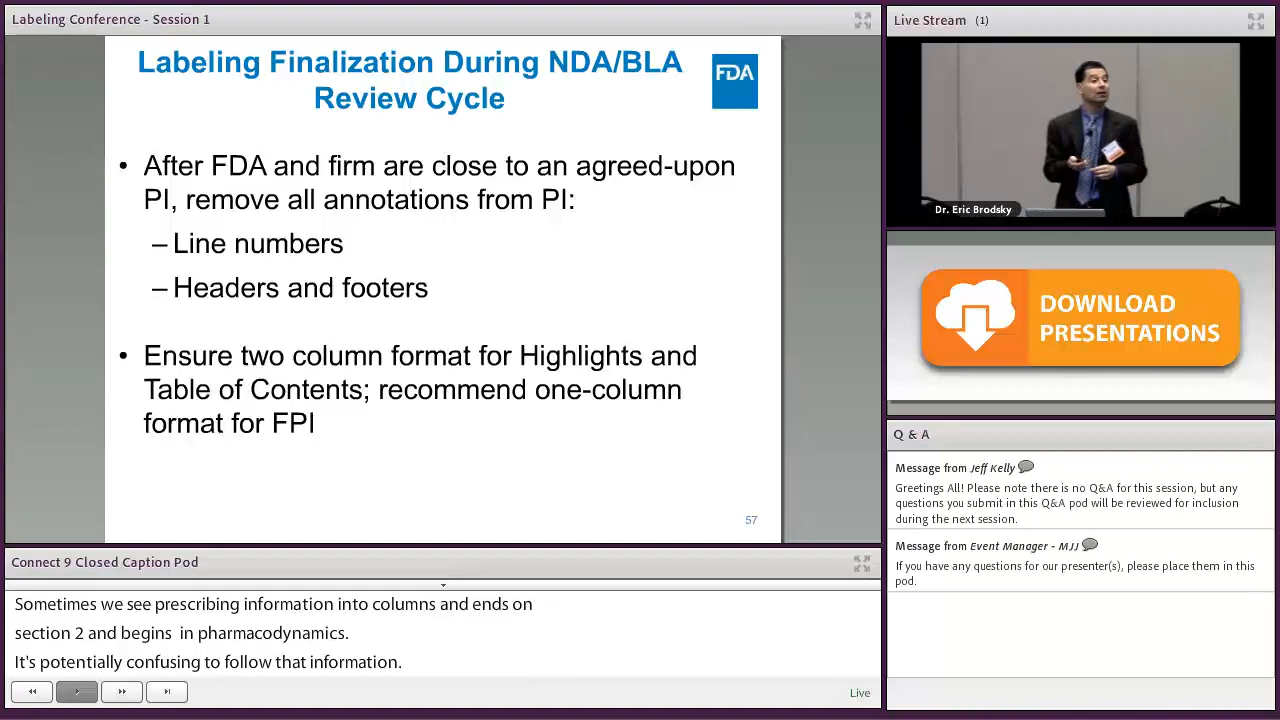 Labeling Conference - Session 1
Labeling Finalization During NDA/BLA
Review Cycle
FDA
• After FDA and firm are close to an agreed-upon
PI, remove all annotations from PI:
– Line numbers
– Headers and footers
• Ensure two column format for Highlights and
Table of Contents; recommend one-column
format for FPI
57
Connect 9 Closed Caption Pod
Sometimes we see prescribing information into columns and ends on
section 2 and begins in pharmacodynamics.
It's potentially confusing to follow that information.
Live
Live Stream (1)
Dr. Eric Brodsky
DOWNLOAD
PRESENTATIONS
Q & A
Message from Jeff Kelly
Greetings All! Please note there is no Q&A for this session, but any
questions you submit in this Q&A pod will be reviewed for inclusion
during the next session.
Message from Event Manager - MJJ
If you have any questions for our presenter(s), please place them in this
pod.